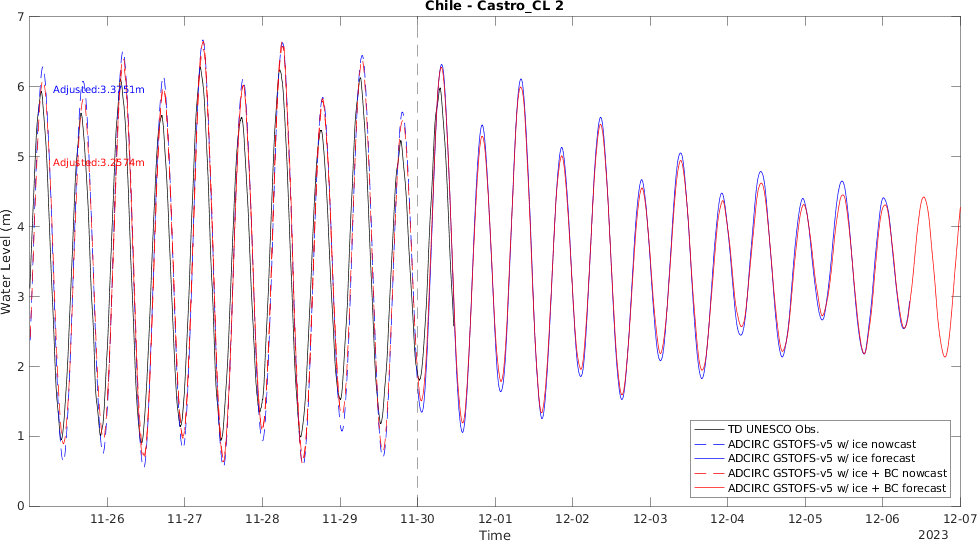 Chile - Castro_CL 2
7
6
5
4
3
2
1
0
Water Level (m)
Adjusted:3.3751m
Adjusted:3.2574m
TD UNESCO Obs.
ADCIRC GSTOFS-v5 w/ ice nowcast
ADCIRC GSTOFS-v5 w/ ice forecast
ADCIRC GSTOFS-v5 w/ ice + BC nowcast
ADCIRC GSTOFS-v5 w/ ice + BC forecast
11-26 11-27 11-28 11-29 11-30 12-01 12-02 12-03 12-04 12-05 12-06 12-07
Time
2023